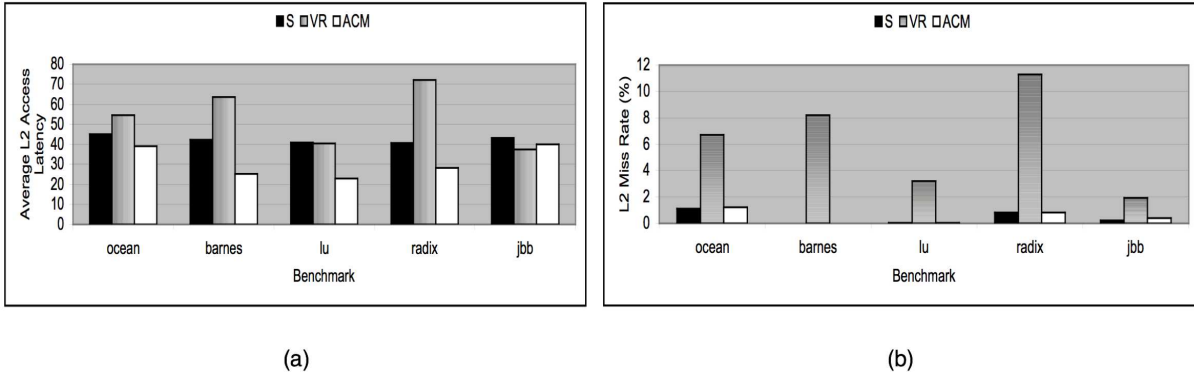 S VR ACM
Average L2 Access
Latency
80
70
60
50
40
30
20
10
0
ocean barnes lu radix jbb
Benchmark
(a)
S VR ACM
L2 Miss Rate (%)
12
10
8
6
4
2
0
ocean barnes lu radix jbb
Benchmark
(b)